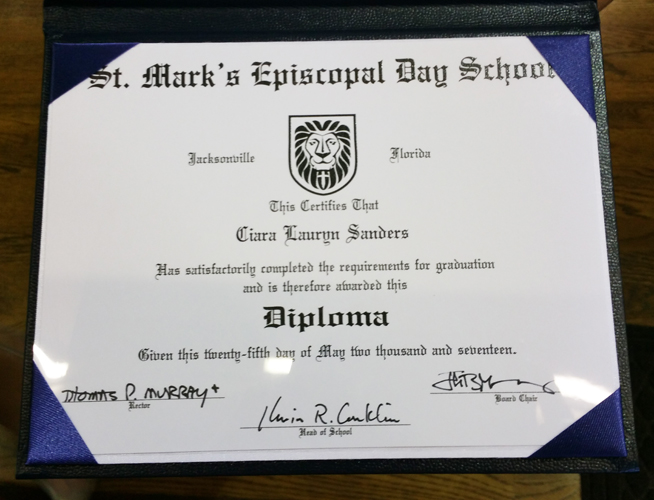 St. Mark's Episcopal Day School
Jacksonville Florida
This Certifies That
Ciara Lauryn Sanders
Has satisfactorily completed the requirements for graduation
and is therefore awarded this
Diploma
Given this twenty-fifth day of May two thousand and seventeen.
THOMAS P. MURRAY+
Rector
R. Conklin
Head of School
Board Chair